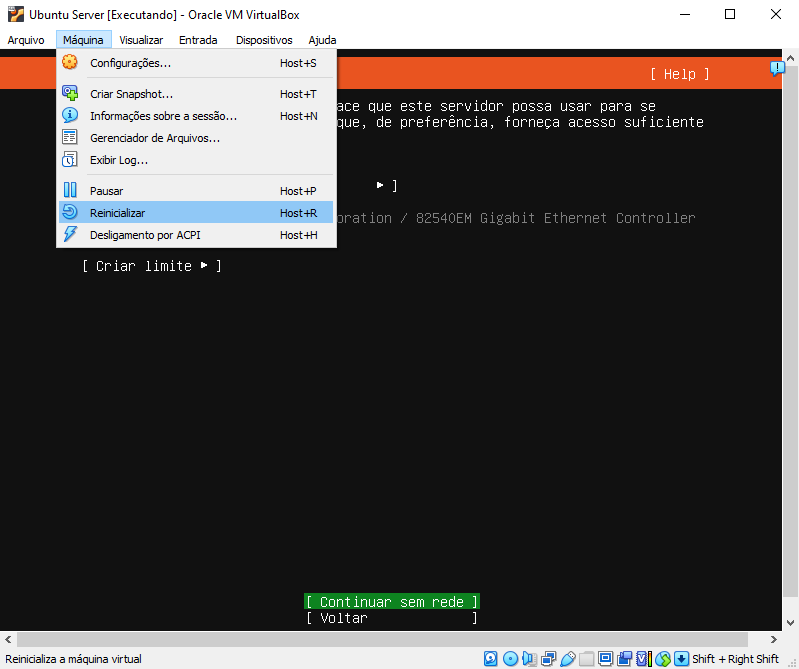 Ubuntu Server [Executando] - Oracle VM VirtualBox
Arquivo Máquina Visualizar Entrada Dispositivos Ajuda
Configurações... Host+S
[ Help ]
Criar Snapshot... Host+T
ace que este servidor possa usar para se
Informações sobre a sessão... Host+N
que, de preferência, forneça acesso suficiente
Gerenciador de Arquivos...
Exibir Log...
Pausar Host+P
▸ ]
Reinicializar Host+R
oration / 82540EM Gigabit Ethernet Controller
Desligamento por ACPI Host+H
[ Criar limite ▸ ]
[ Continuar sem rede ]
[ Voltar ]
Reinicializa a máquina virtual
Shift + Right Shift